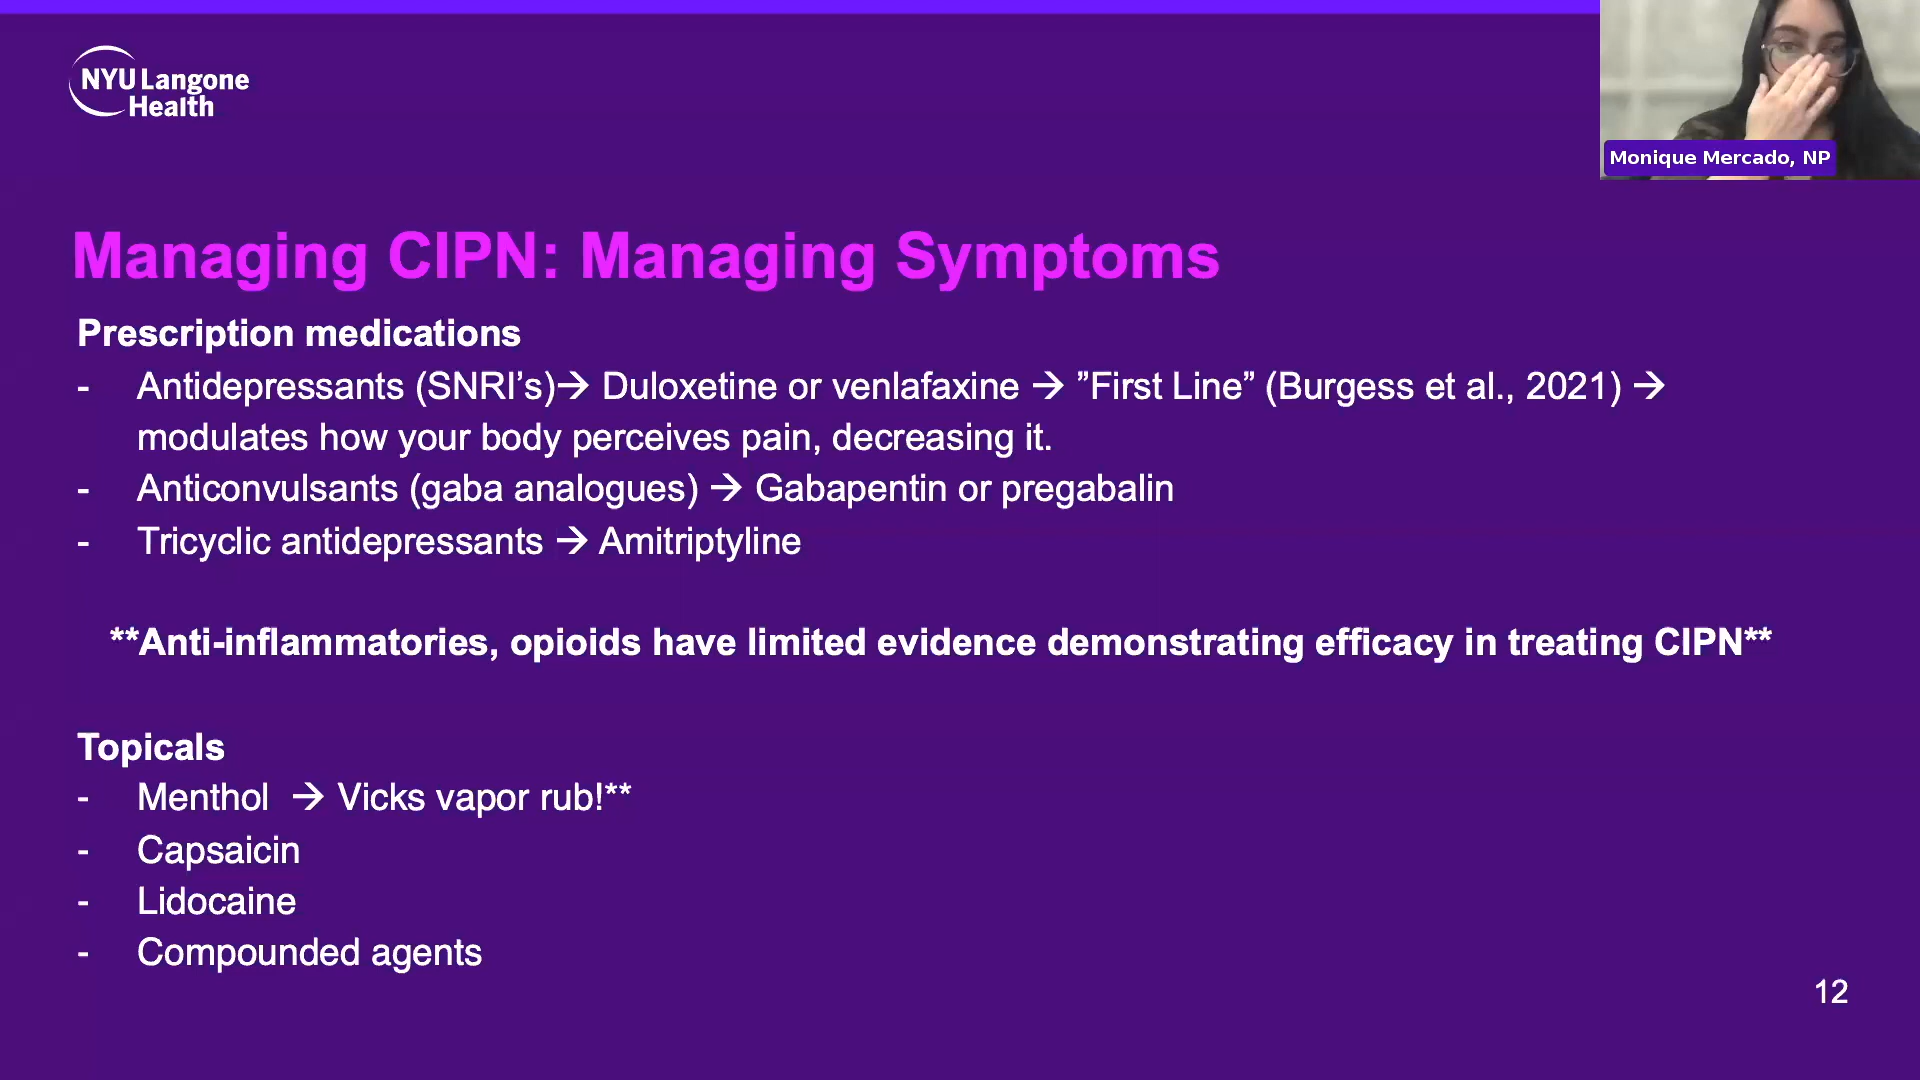 NYU Langone
Health
Monique Mercado, NP
Managing CIPN: Managing Symptoms
Prescription medications
- Antidepressants (SNRI’s)→ Duloxetine or venlafaxine → ”First Line” (Burgess et al., 2021) →
modulates how your body perceives pain, decreasing it.
- Anticonvulsants (gaba analogues) → Gabapentin or pregabalin
- Tricyclic antidepressants → Amitriptyline
**Anti-inflammatories, opioids have limited evidence demonstrating efficacy in treating CIPN**
Topicals
- Menthol → Vicks vapor rub!**
- Capsaicin
- Lidocaine
- Compounded agents
12